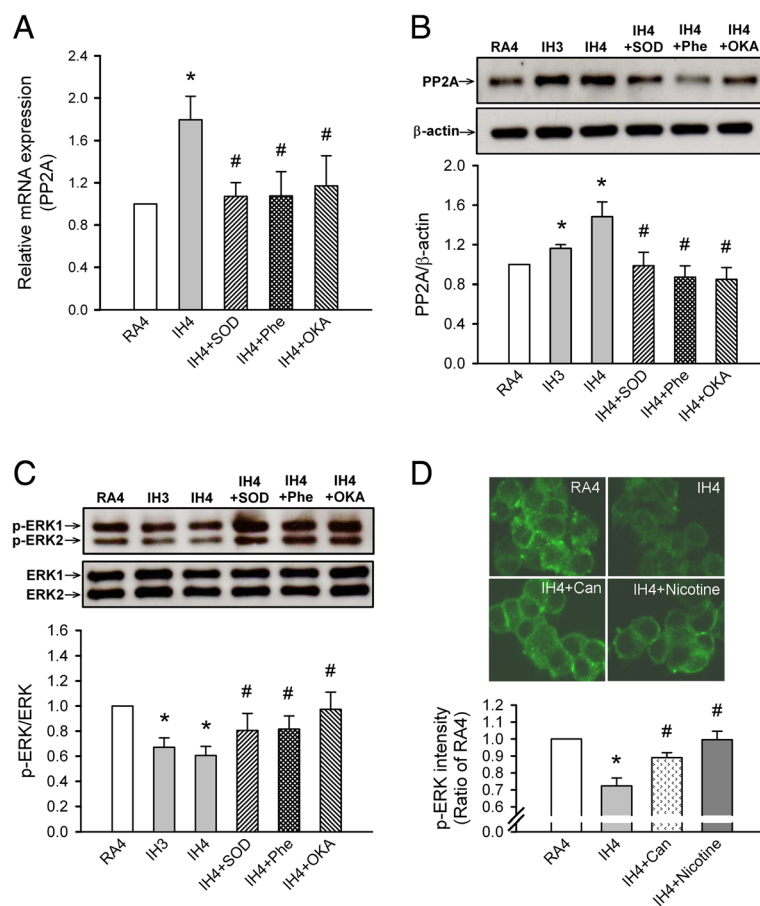 A
Relative mRNA expression
(PP2A)
2.4
2.0
1.6
1.2
0.8
0.4
0.0
*
#
#
#
RA4
IH4
IH4+SOD
IH4+Phe
IH4+OKA
B
RA4
IH3
IH4
IH4
+SOD
IH4
+Phe
IH4
+OKA
PP2A
β-actin
PP2A/β-actin
2.0
1.6
1.2
0.8
0.4
0.0
*
*
#
#
#
RA4
IH3
IH4
IH4+SOD
IH4+Phe
IH4+OKA
C
RA4
IH3
IH4
IH4
+SOD
IH4
+Phe
IH4
+OKA
p-ERK1
p-ERK2
ERK1
ERK2
p-ERK/ERK
1.6
1.4
1.2
1.0
0.8
0.6
0.4
0.2
0.0
*
*
#
#
#
RA4
IH3
IH4
IH4+SOD
IH4+Phe
IH4+OKA
D
RA4
IH4
IH4+Can
IH4+Nicotine
p-ERK intensity
(Ratio of RA4)
1.2
1.1
1.0
0.9
0.8
0.7
0.6
0.0
*
#
#
RA4
IH4
IH4+Can
IH4+Nicotine